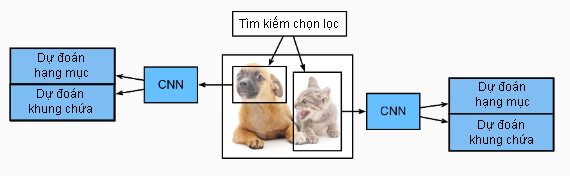 Tìm kiếm chọn lọc
Dự đoán
hạng mục
Dự đoán
khung chứa
CNN
CNN
Dự đoán
hạng mục
Dự đoán
khung chứa